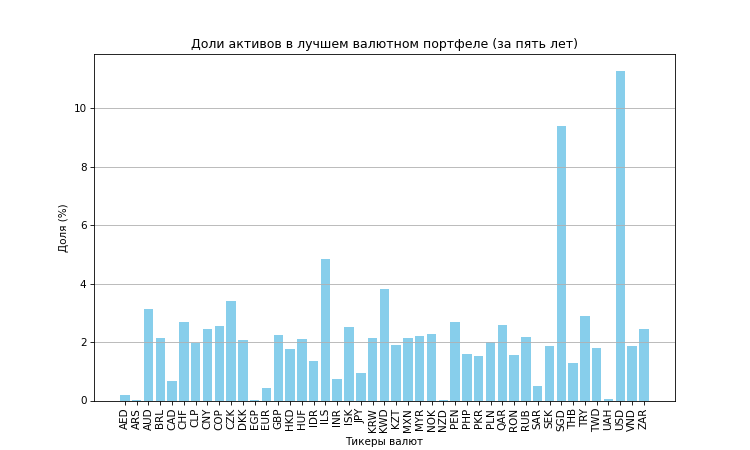 Доли активов в лучшем валютном портфеле (за пять лет)
Доля (%)
10
8
6
4
2
0
AED ARS AUD BRL CAD CHF CLP CNY COP CZK DKK EGP EUR GBP HKD HUF IDR ILS INR ISK JPY KRW KWD KZT MXN MYR NOK NZD PEN PHP PKR PLN QAR RON RUB SAR SEK SGD THB TRY TWD UAH USD VND ZAR
Тикеры валют